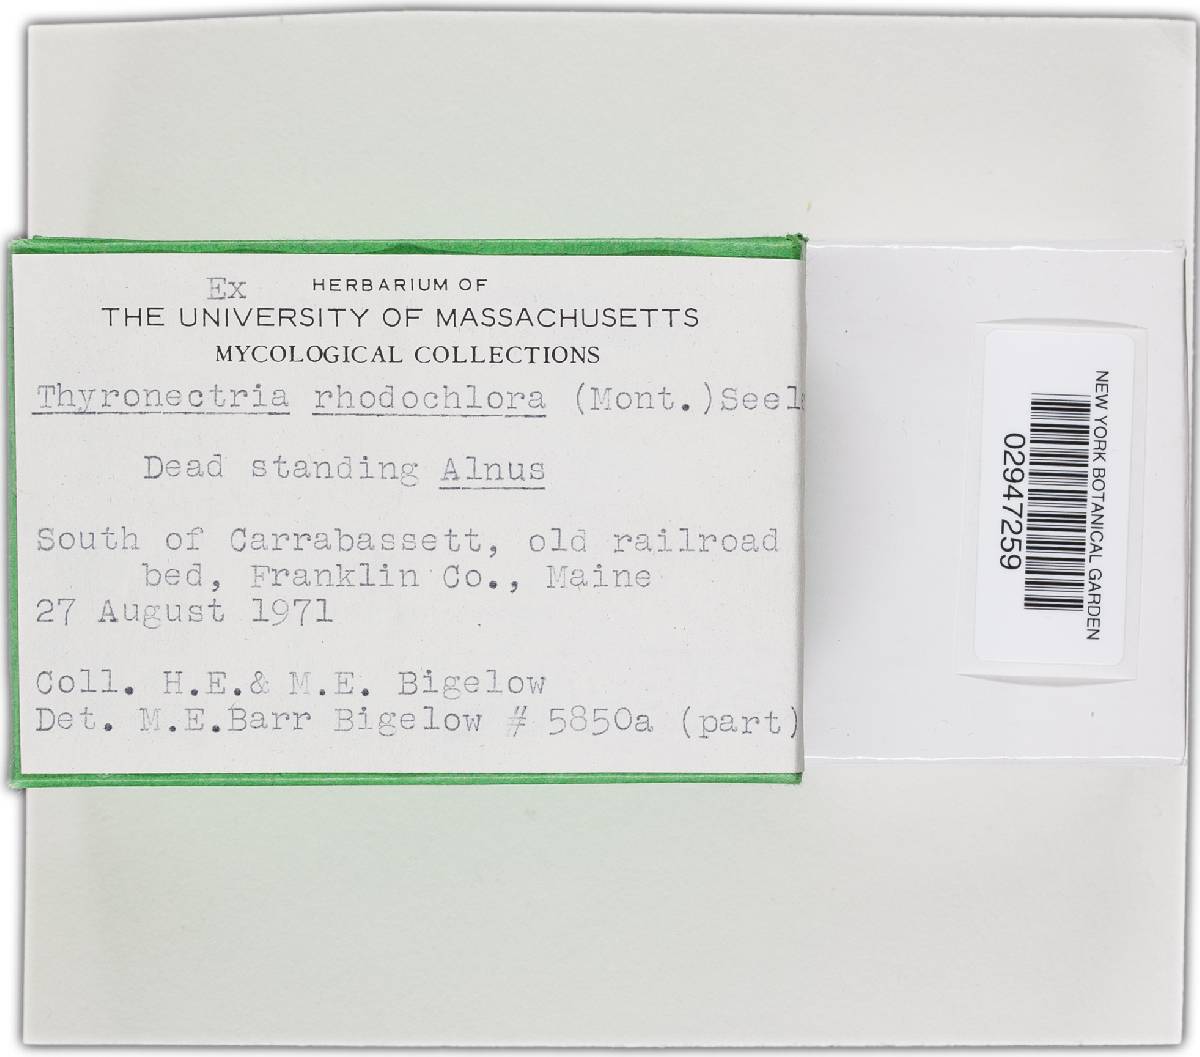 Ex HERBARIUM OF
THE UNIVERSITY OF MASSACHUSETTS
MYCOLOGICAL COLLECTIONS
Thyronectria rhodochlora (Mont.)Seel
Dead standing Alnus
South of Carrabassett, old railroad
bed, Franklin Co., Maine
27 August 1971
Coll. H.E.& M.E. Bigelow
Det. M.E.Barr Bigelow # 5850a (part)
NEW YORK BOTANICAL GARDEN
02947259